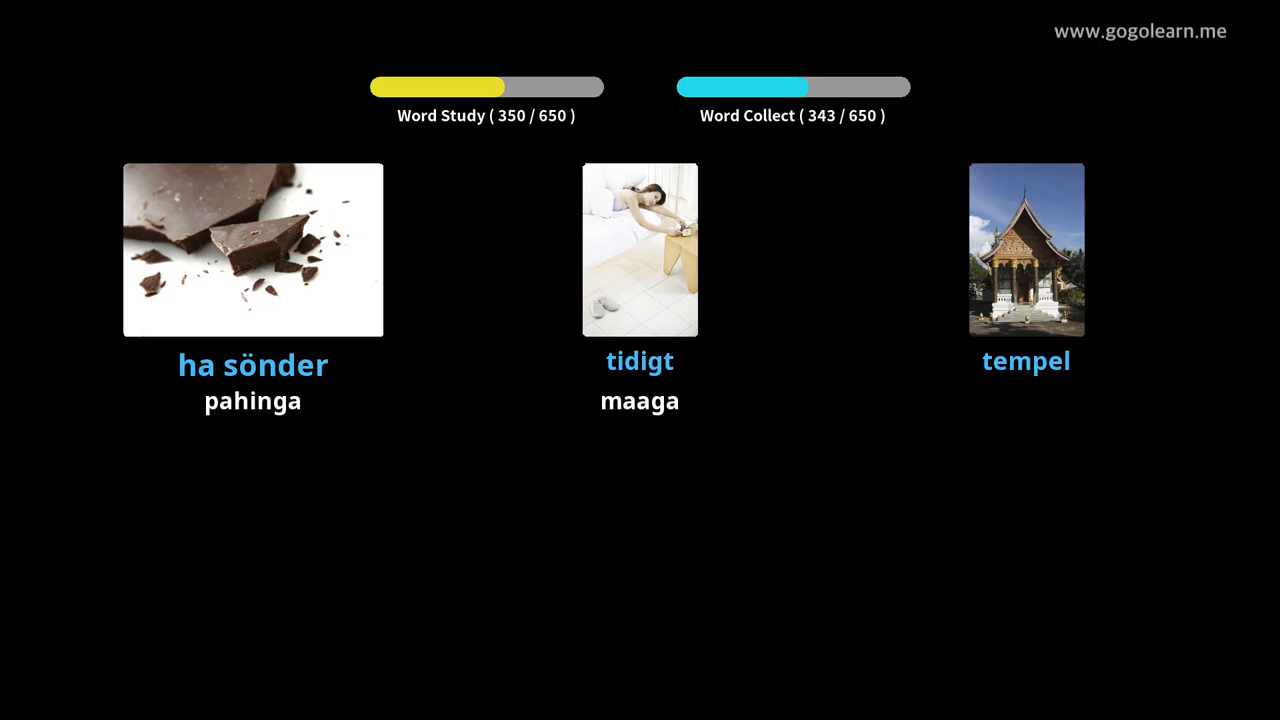 www.gogolearn.me
Word Study ( 350 / 650 )
Word Collect ( 343 / 650 )
ha sönder
pahinga
tidigt
maaga
tempel